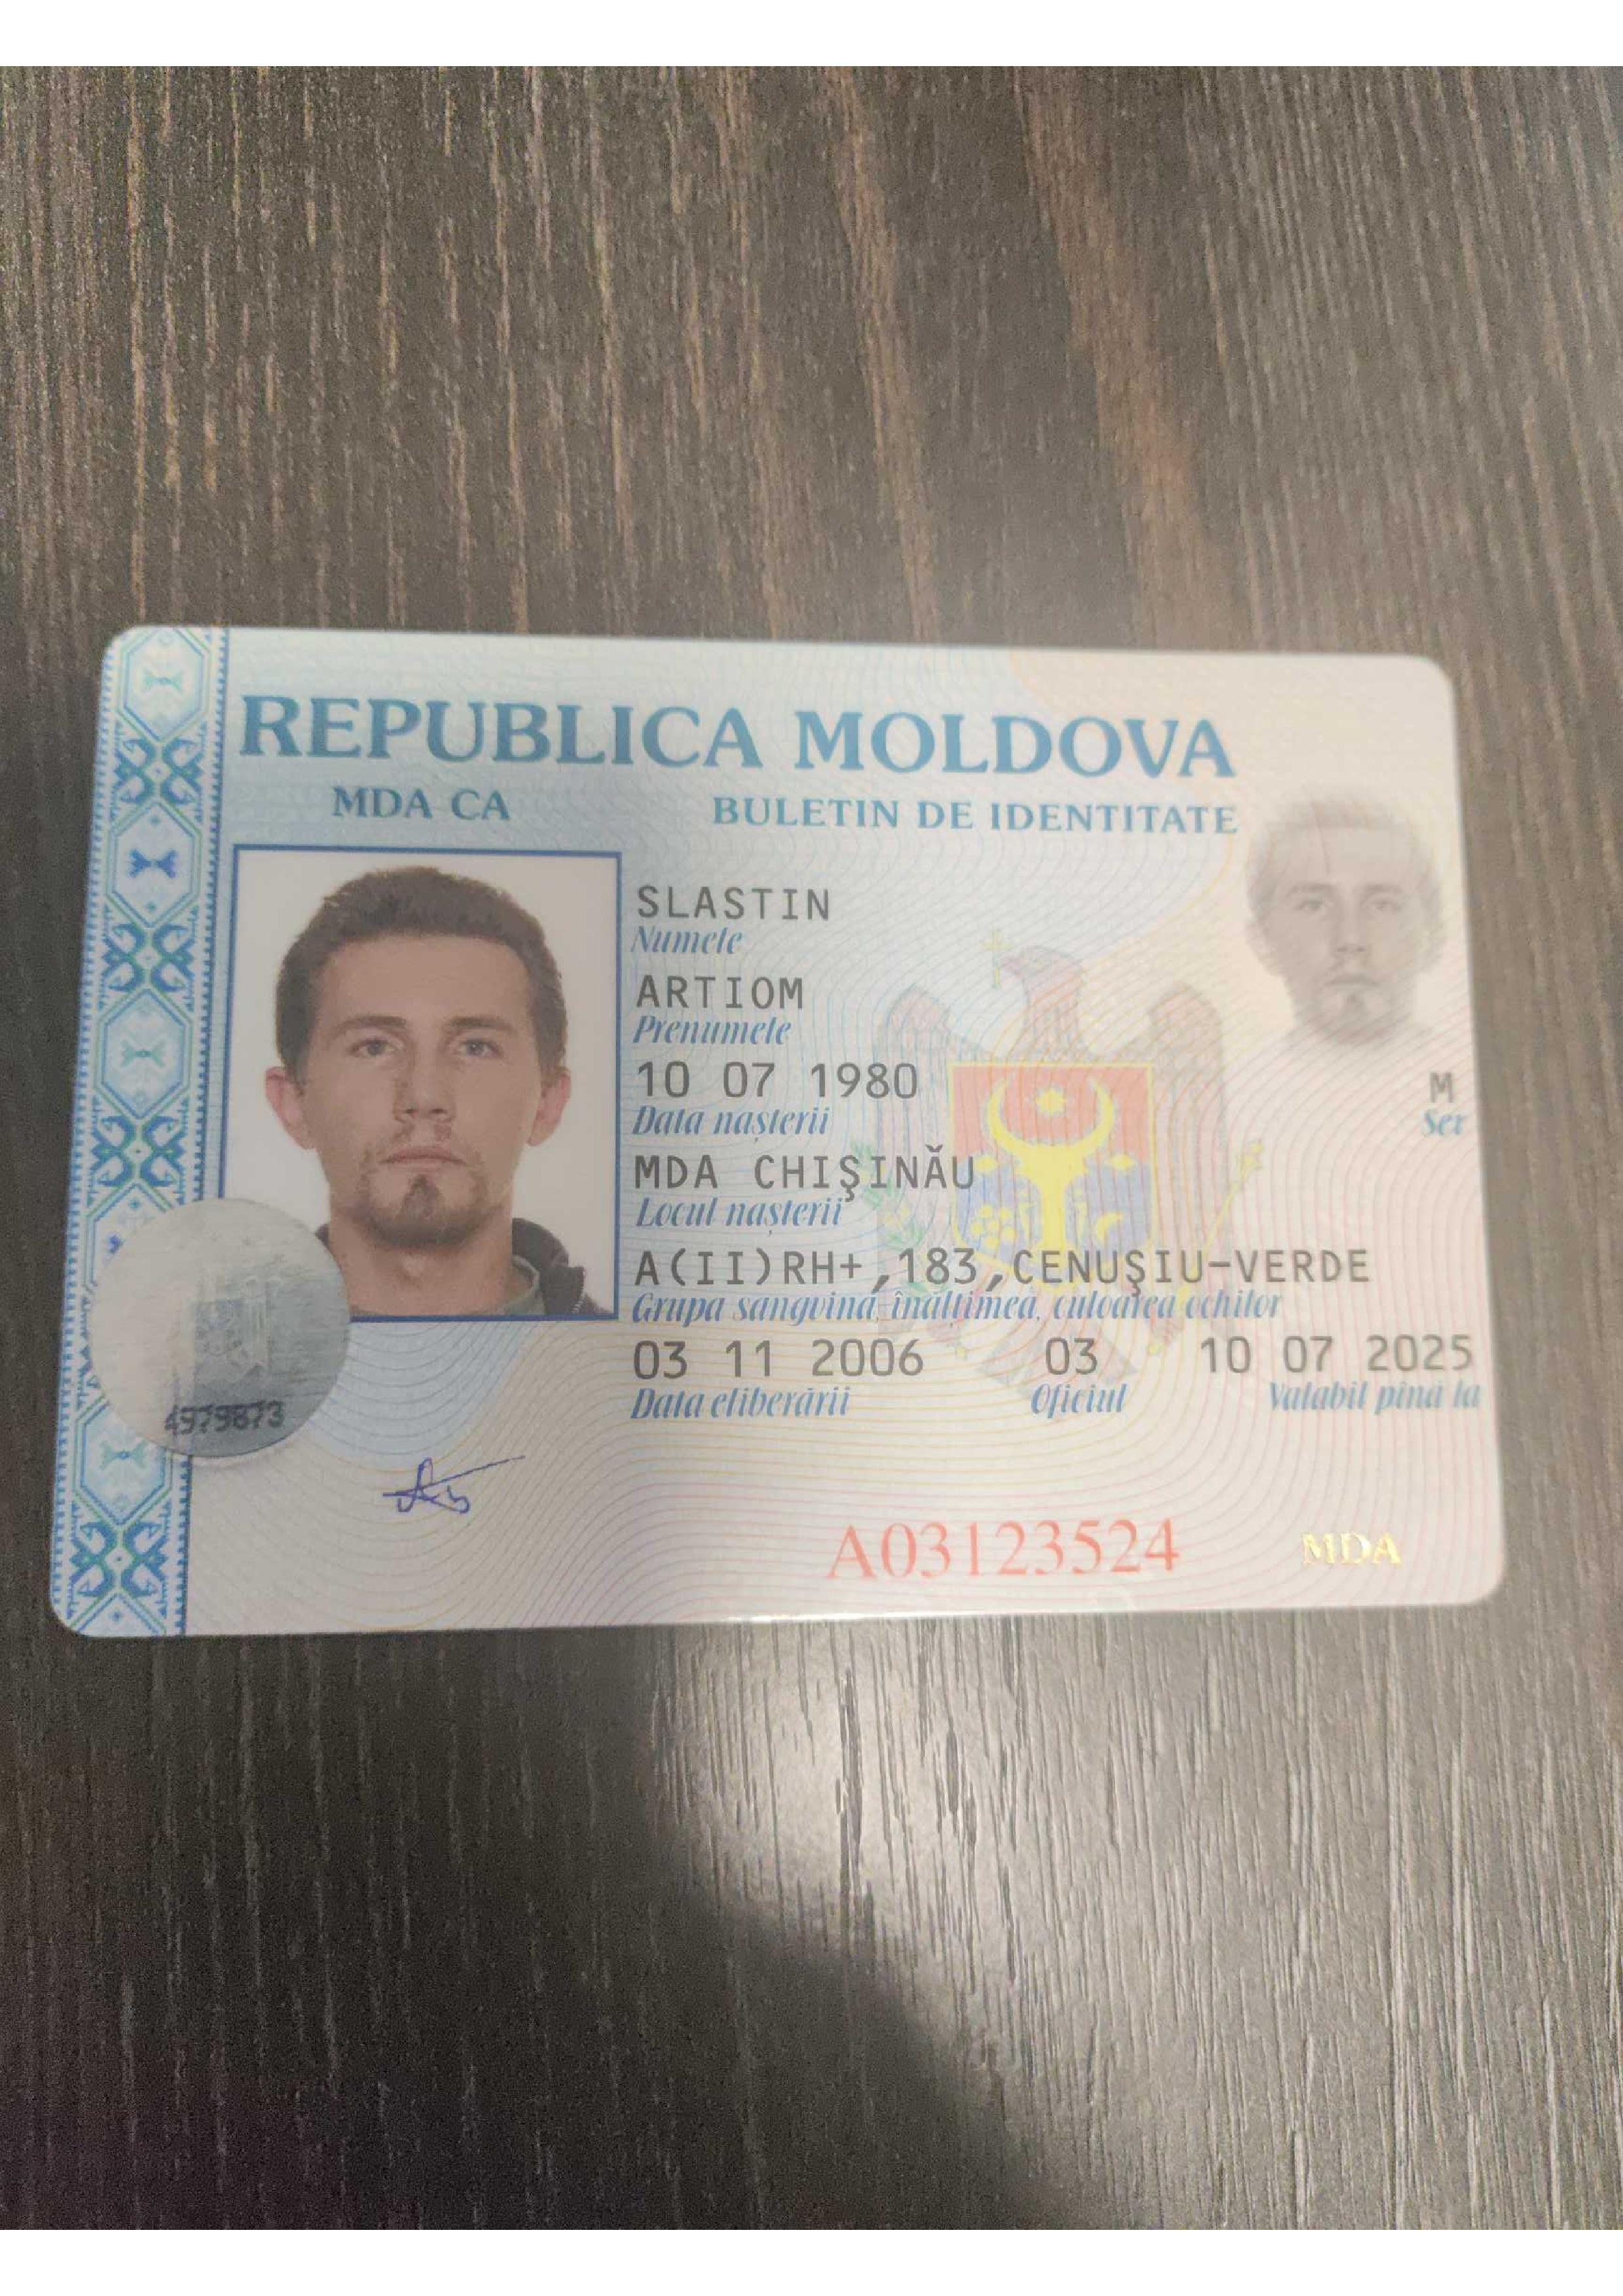 REPUBLICA MOLDOVA
MDA CA BULETIN DE IDENTITATE
SLASTIN
Numele
ARTIOM
Prenumele
10 07 1980 M
Data nașterii Sex
MDA CHIŞINĂU
Locul nașterii
A(II)RH+,183,CENUŞIU-VERDE
Grupa sangvină, înălțimea, culoarea ochilor
03 11 2006 03 10 07 2025
Data eliberării Oficiul Valabil pînă la
4979873
A03123524 MDA